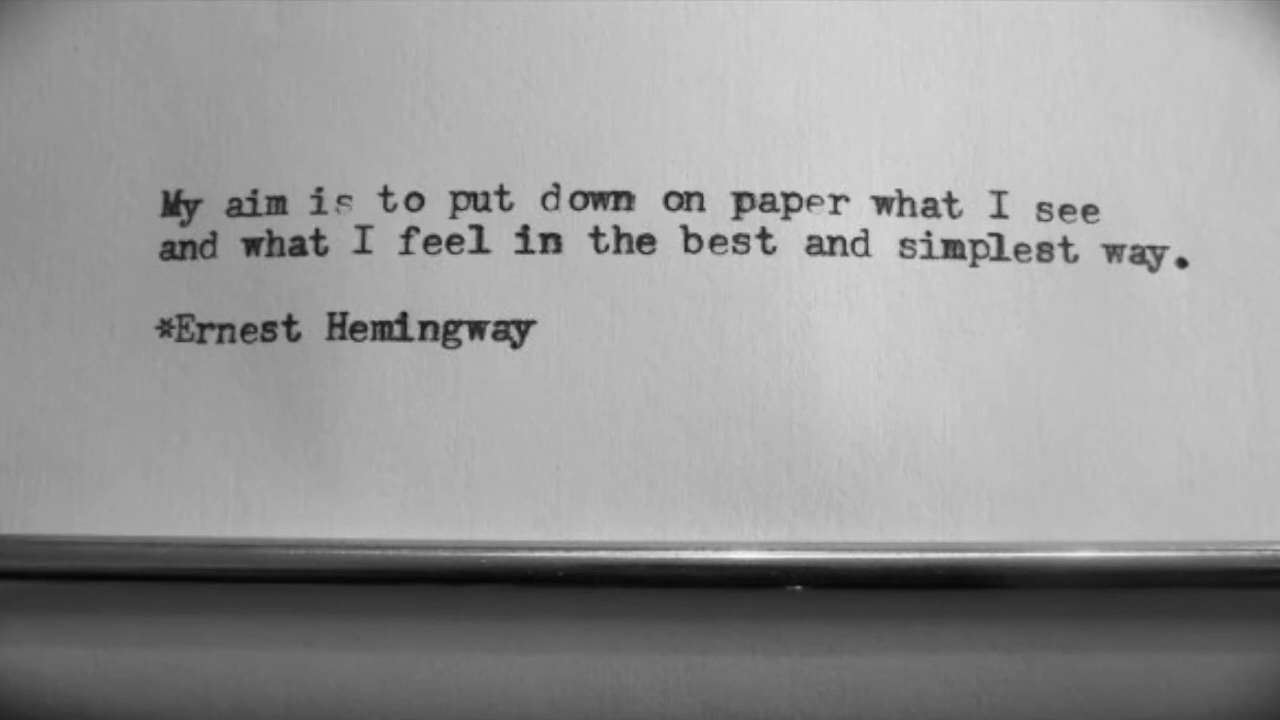 My aim is to put down on paper what I see
and what I feel in the best and simplest way.
*Ernest Hemingway